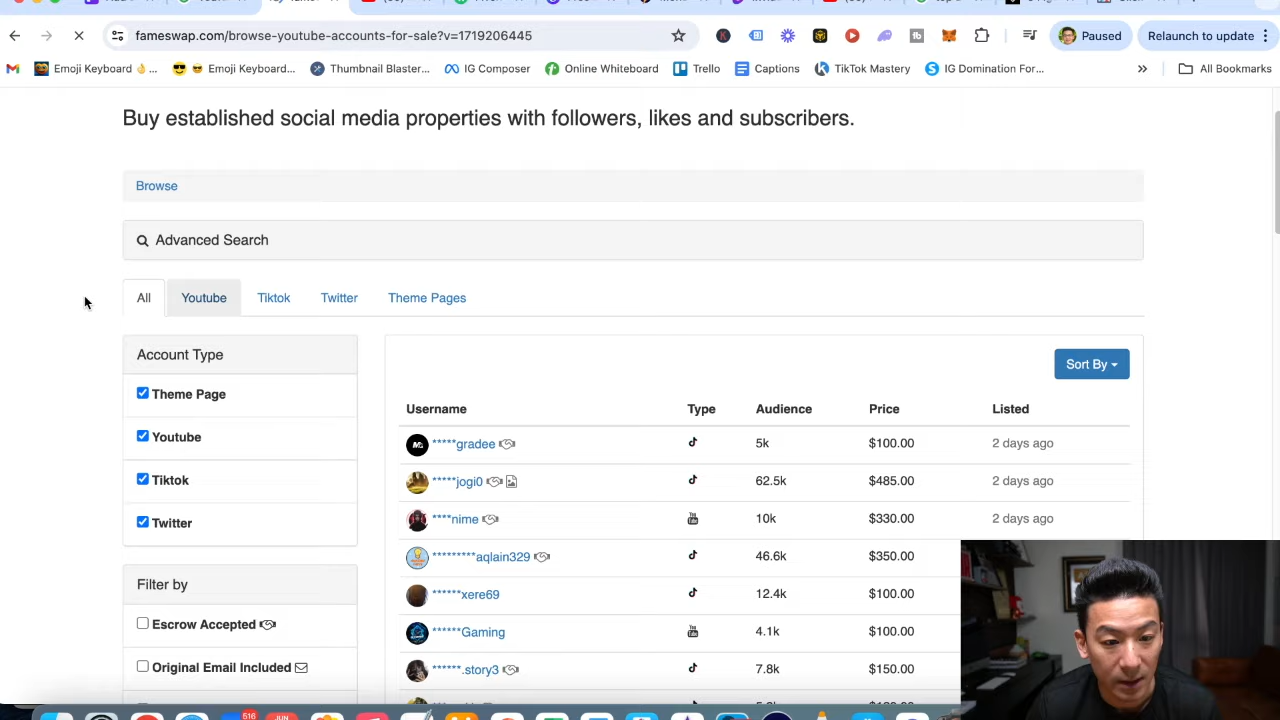 fameswap.com/browse-youtube-accounts-for-sale?v=1719206445
Paused
Relaunch to update
Emoji Keyboard 👌...
😎 Emoji Keyboard...
Thumbnail Blaster...
IG Composer
Online Whiteboard
Trello
Captions
TikTok Mastery
IG Domination For...
All Bookmarks
Buy established social media properties with followers, likes and subscribers.
Browse
Advanced Search
All Youtube Tiktok Twitter Theme Pages
Account Type
Theme Page
Youtube
Tiktok
Twitter
Filter by
Escrow Accepted
Original Email Included
Sort By
Username Type Audience Price Listed
*****gradee 5k $100.00 2 days ago
*****jogi0 62.5k $485.00 2 days ago
****nime 10k $330.00 2 days ago
*********aqlain329 46.6k $350.00
******xere69 12.4k $100.00
******Gaming 4.1k $100.00
******.story3 7.8k $150.00
516
JUN